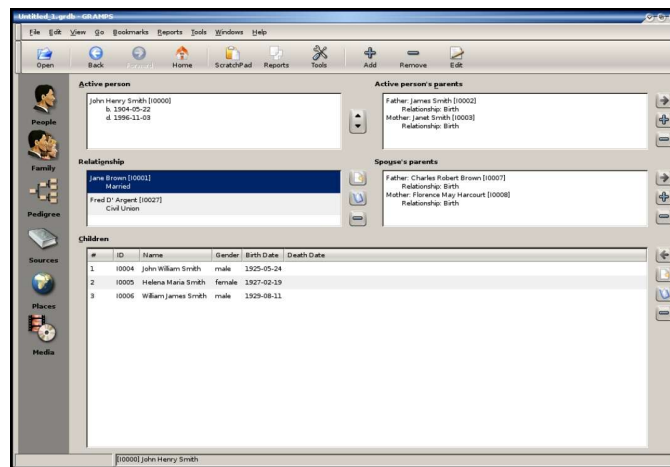 Untitled_1.grdb - GRAMPS
File Edit View Go Bookmarks Reports Tools Windows Help
Open Back Forward Home ScratchPad Reports Tools Add Remove Edit
People
Family
Pedigree
Sources
Places
Media
Active person
John Henry Smith [I0000]
b. 1904-05-22
d. 1996-11-03
Active person's parents
Father: James Smith [I0002]
Relationship: Birth
Mother: Janet Smith [I0003]
Relationship: Birth
Relationship
Jane Brown [I0001]
Married
Fred D' Argent [I0027]
Civil Union
Spouse's parents
Father: Charles Robert Brown [I0007]
Relationship: Birth
Mother: Florence May Harcourt [I0008]
Relationship: Birth
Children
# ID Name Gender Birth Date Death Date
1 I0004 John William Smith male 1925-05-24
2 I0005 Helena Maria Smith female 1927-02-19
3 I0006 William James Smith male 1929-08-11
[I0000] John Henry Smith